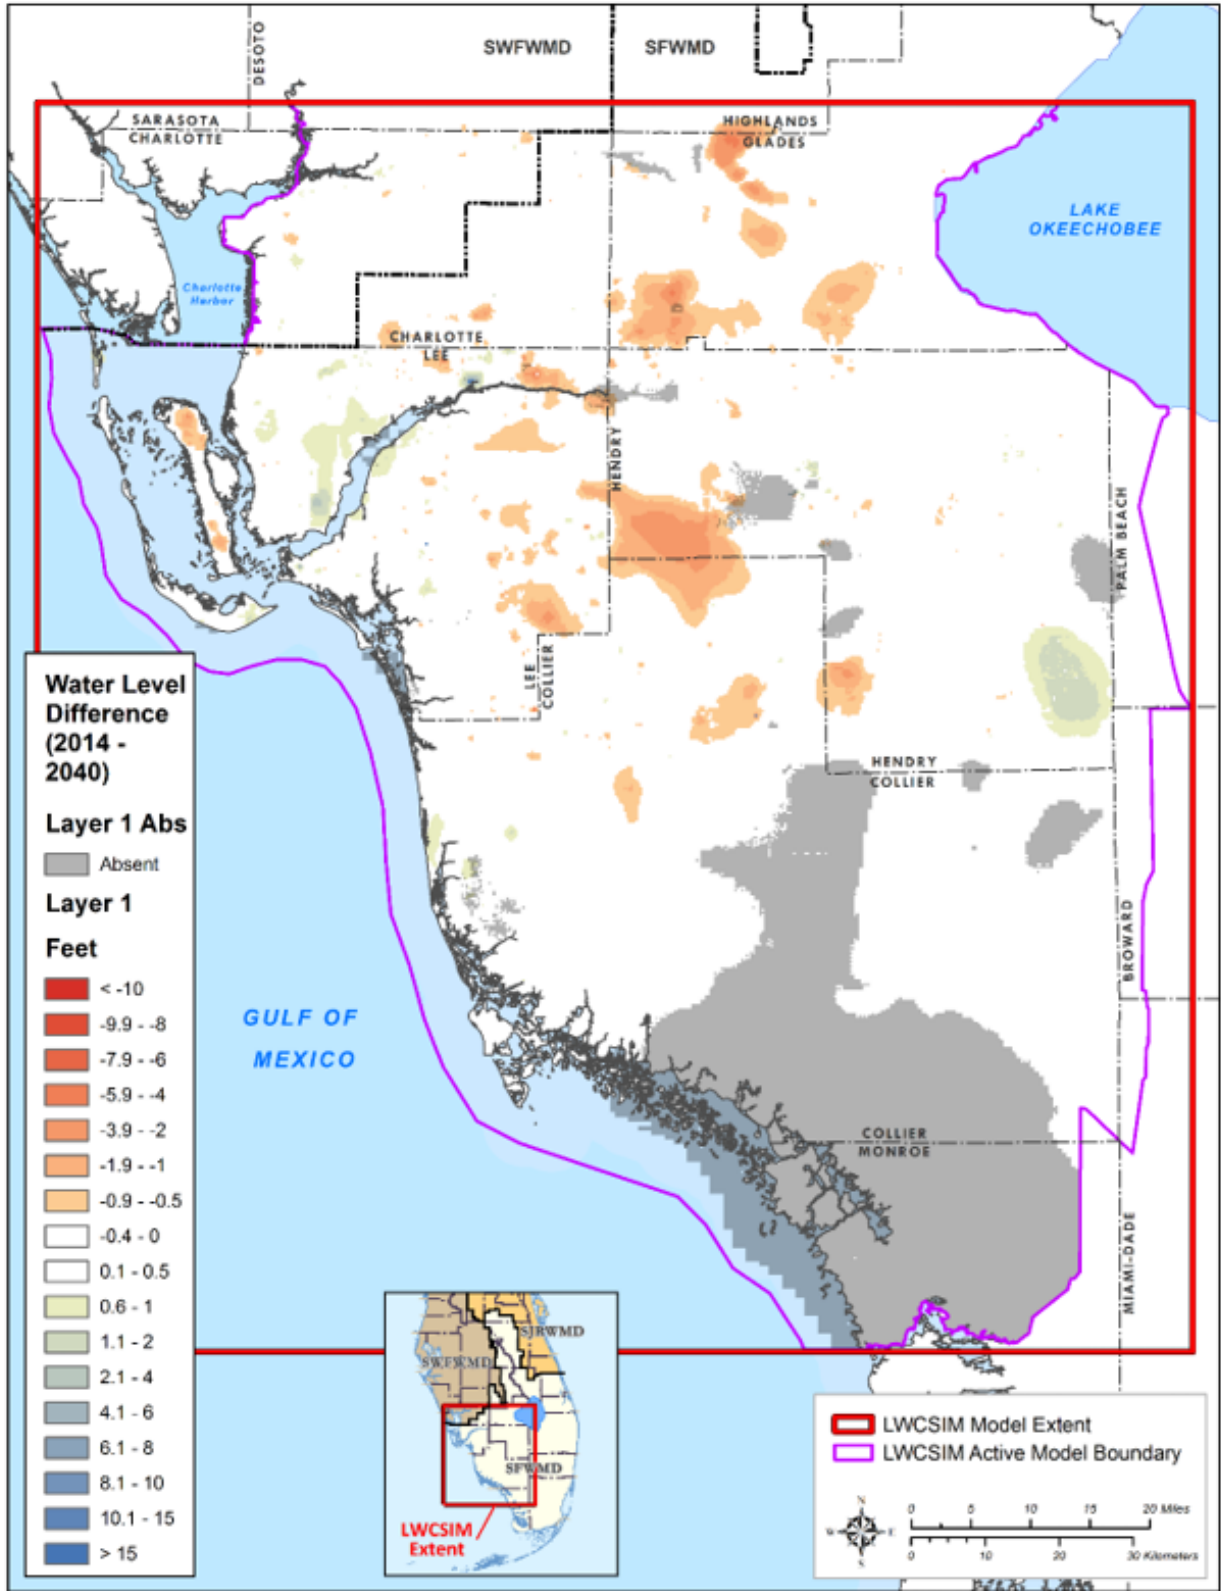 DESOTO
SWFWMD
SFWMD
SARASOTA
CHARLOTTE
HIGHLANDS
GLADES
LAKE
OKEECHOBEE
Charlotte
Harbor
CHARLOTTE
LEE
HENDRY
PALM BEACH
LEE
COLLIER
HENDRY
COLLIER
BROWARD
COLLIER
MONROE
MIAMI-DADE
GULF OF
MEXICO
Water Level
Difference
(2014 -
2040)
Layer 1 Abs
Absent
Layer 1
Feet
< -10
-9.9 - -8
-7.9 - -6
-5.9 - -4
-3.9 - -2
-1.9 - -1
-0.9 - -0.5
-0.4 - 0
0.1 - 0.5
0.6 - 1
1.1 - 2
2.1 - 4
4.1 - 6
6.1 - 8
8.1 - 10
10.1 - 15
> 15
SJRWMD
SWFWMD
SFWMD
LWCSIM
Extent
LWCSIM Model Extent
LWCSIM Active Model Boundary
N
W
E
S
0 5 10 15 20 Miles
0 10 20 30 Kilometers